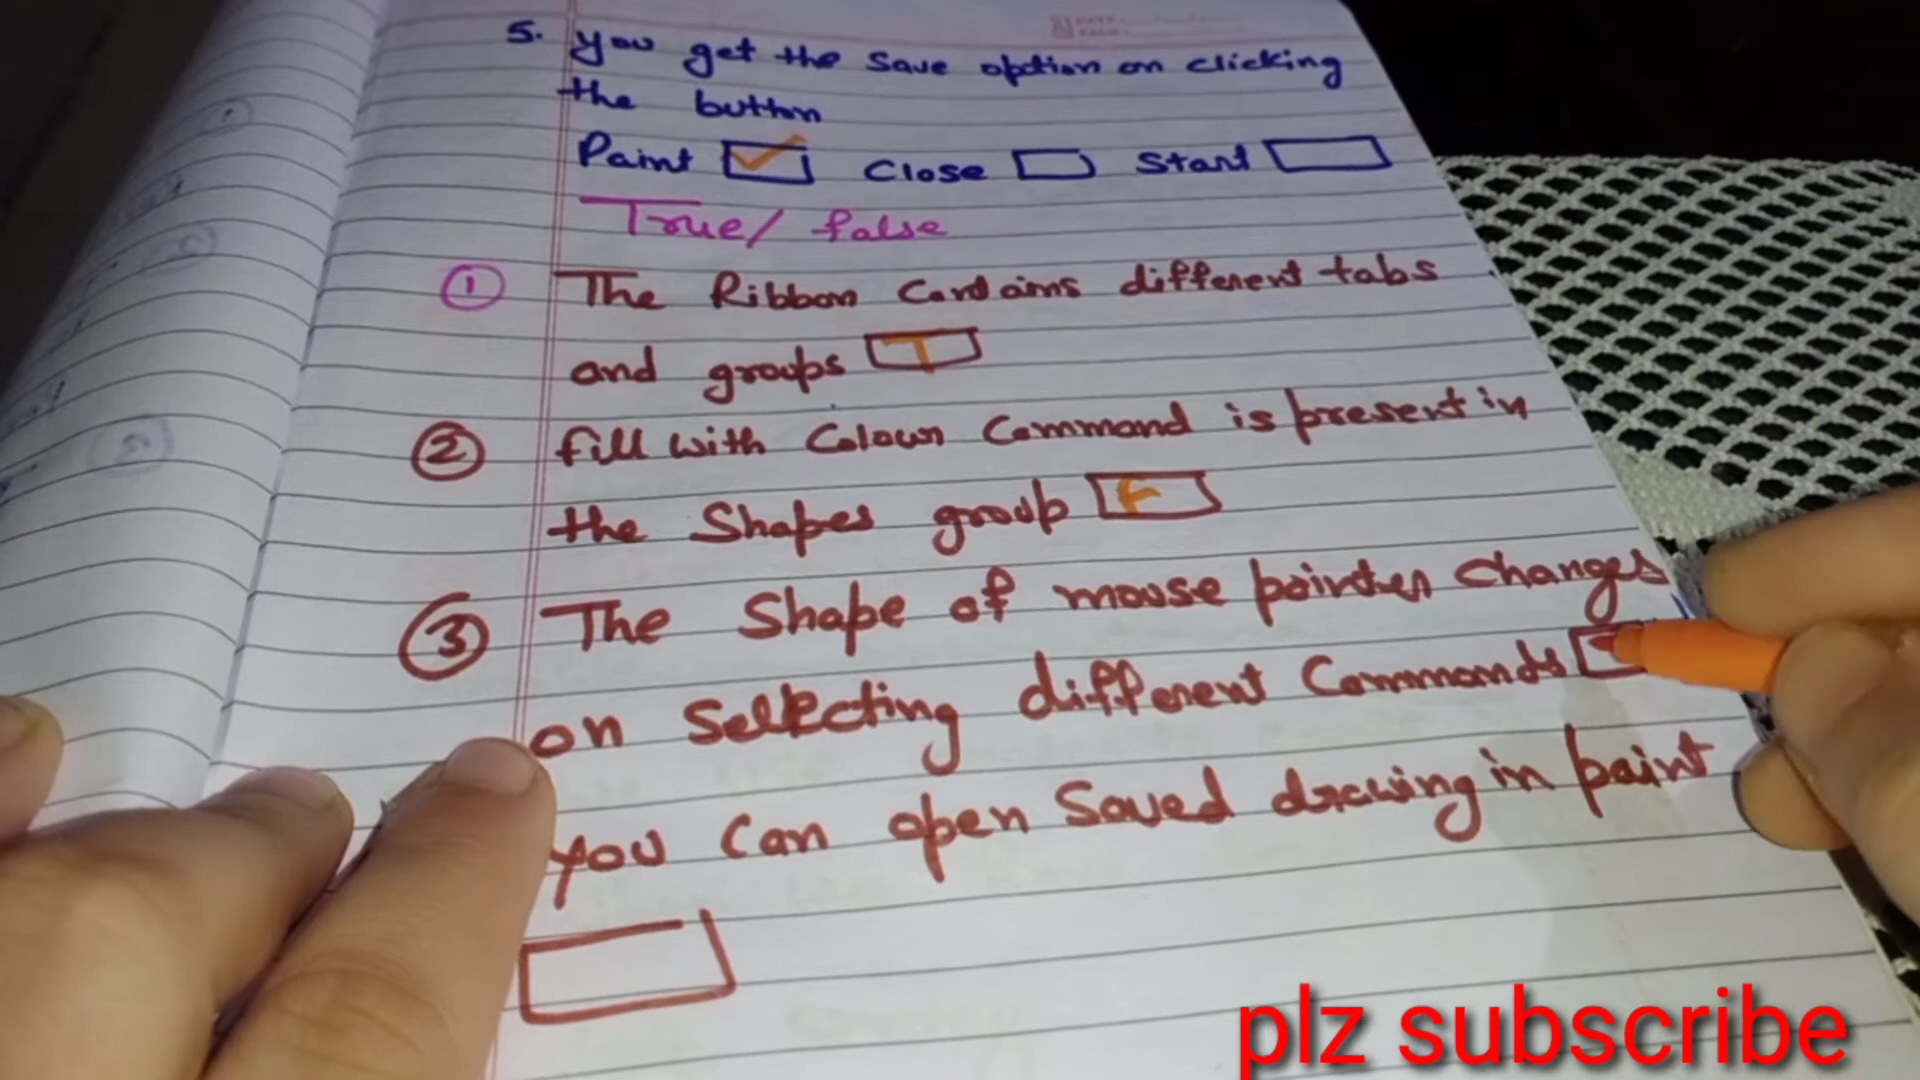 5. You get the save option on clicking
the button
Paint ✓ Close Start
True/ false
① The Ribbon Contains different tabs
and groups T
② fill with Colour Command is present in
the Shapes group F
③ The Shape of mouse pointer changes
on Selecting different Commands
You Can open Saved drawing in paint
plz subscribe